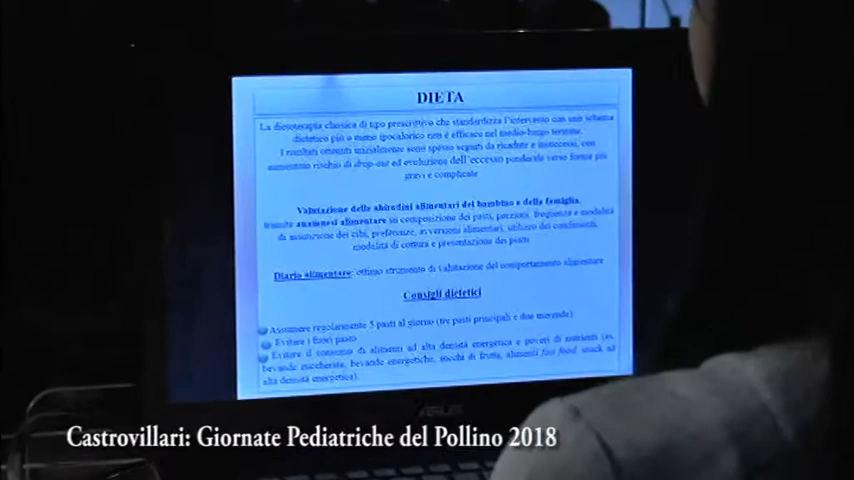 DIETA
La dietoterapia classica di tipo prescrittivo che standardizza l'intervento con uno schema
dietetico più o meno ipocalorico non è efficace nel medio-lungo termine.
I risultati ottenuti inizialmente sono spesso seguiti da ricadute e insuccessi, con
aumentato rischio di drop-out ed evoluzione dell'eccesso ponderale verso forme più
gravi e complicate
Valutazione delle abitudini alimentari del bambino e della famiglia,
tramite anamnesi alimentare su composizione dei pasti, porzioni, frequenza e modalità
di assunzione dei cibi, preferenze, avversioni alimentari, utilizzo dei condimenti,
modalità di cottura e presentazione dei pasti
Diario alimentare: ottimo strumento di valutazione del comportamento alimentare
Consigli dietetici
Assumere regolarmente 5 pasti al giorno (tre pasti principali e due merende)
Evitare i fuori pasto
Evitare il consumo di alimenti ad alta densità energetica e poveri di nutrienti (es.
bevande zuccherate, bevande energetiche, succhi di frutta, alimenti fast food, snack ad
alta densità energetica).
Castrovillari: Giornate Pediatriche del Pollino 2018